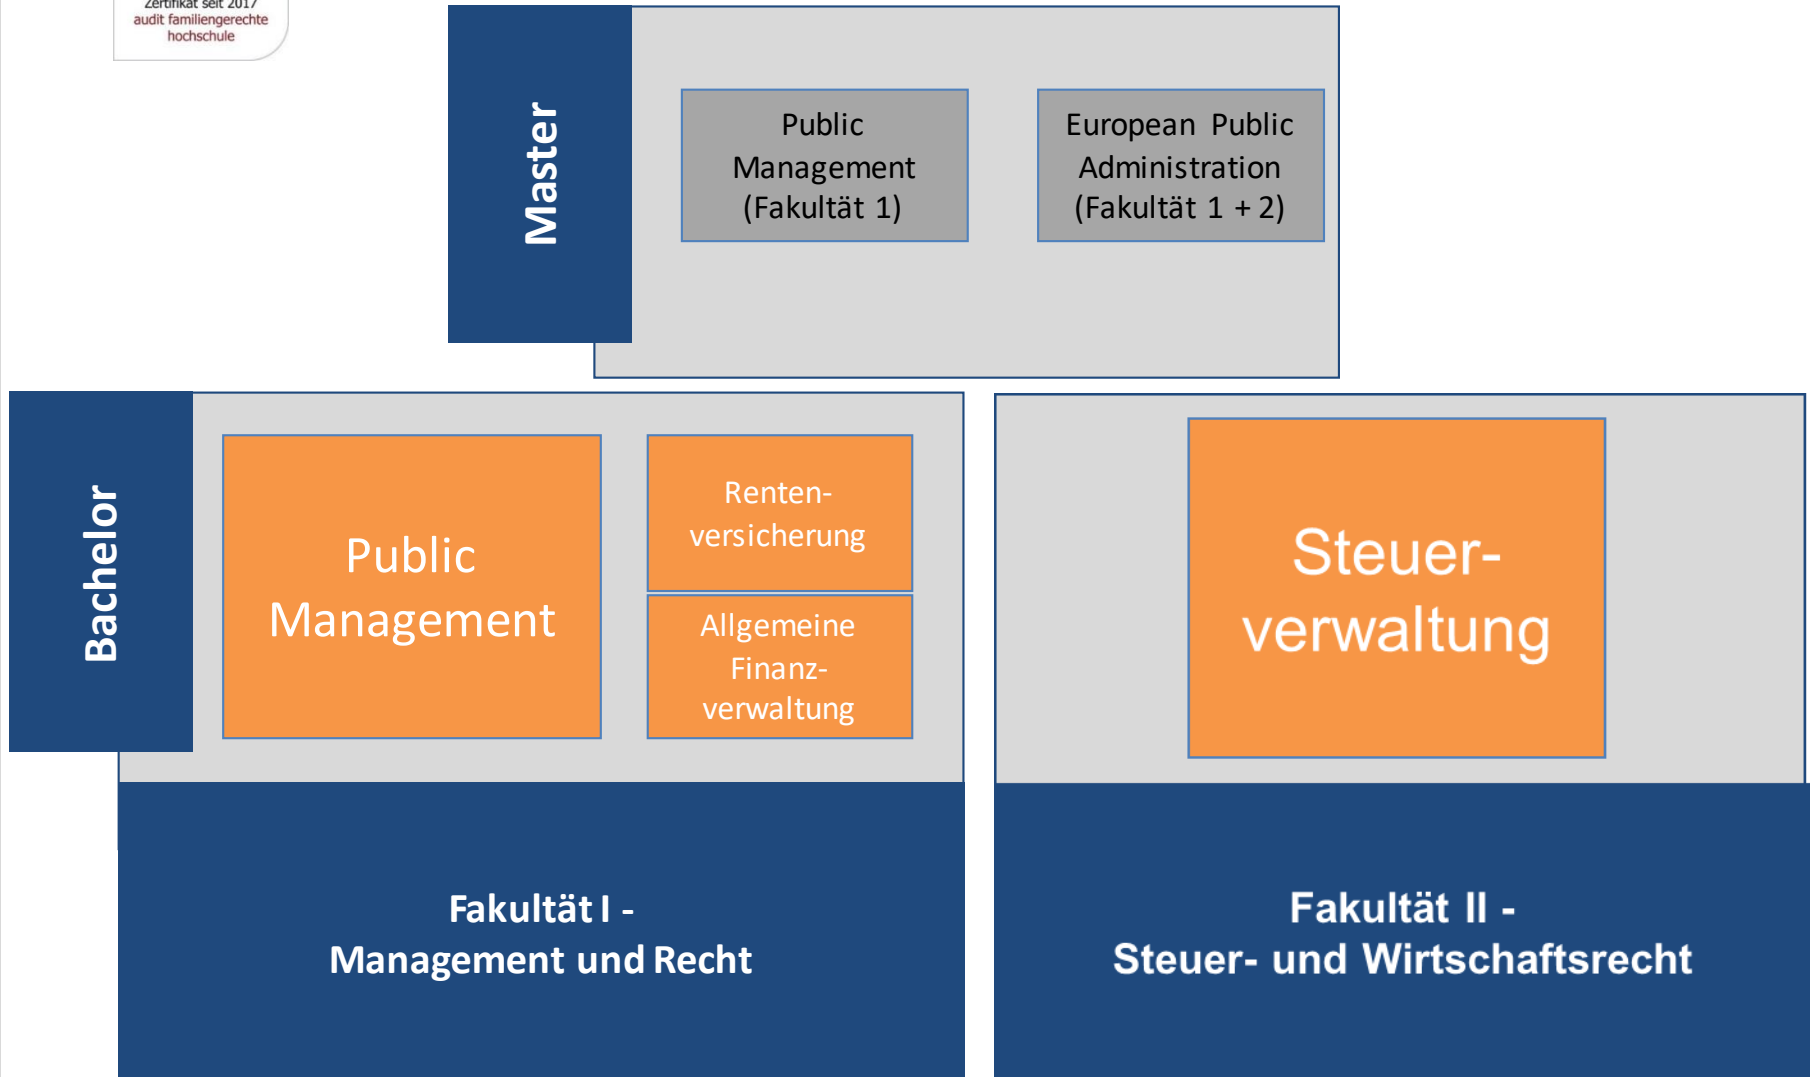 Zertifikat seit 2017
audit familiengerechte
hochschule
Master
Public
Management
(Fakultät 1)
European Public
Administration
(Fakultät 1 + 2)
Bachelor
Public
Management
Renten-
versicherung
Allgemeine
Finanz-
verwaltung
Steuer-
verwaltung
Fakultät I -
Management und Recht
Fakultät II -
Steuer- und Wirtschaftsrecht